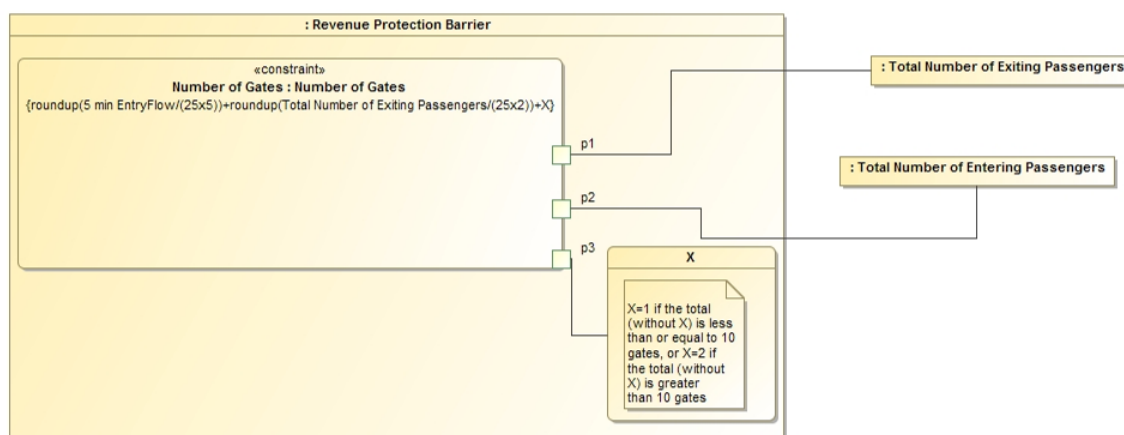 : Revenue Protection Barrier
«constraint»
Number of Gates : Number of Gates
{roundup(5 min EntryFlow/(25x5))+roundup(Total Number of Exiting Passengers/(25x2))+X}
p1
: Total Number of Exiting Passengers
p2
: Total Number of Entering Passengers
p3
X
X=1 if the total
(without X) is less
than or equal to 10
gates, or X=2 if
the total (without
X) is greater
than 10 gates